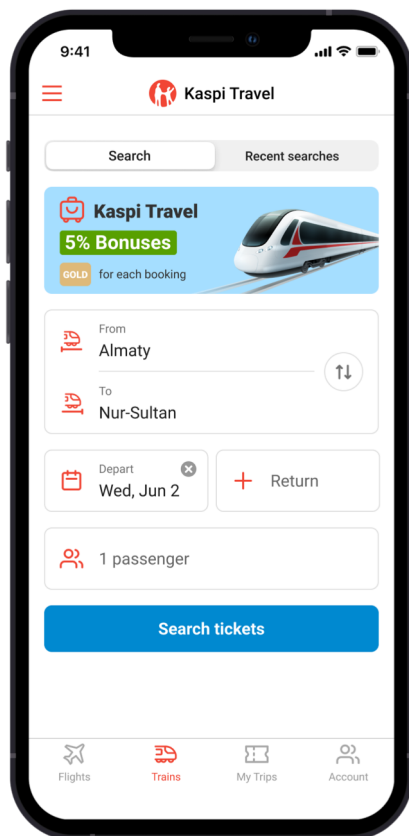 9:41
Kaspi Travel
Search
Recent searches
Kaspi Travel
5% Bonuses
GOLD for each booking
From
Almaty
To
Nur-Sultan
Depart
Wed, Jun 2
Return
1 passenger
Search tickets
Flights
Trains
My Trips
Account